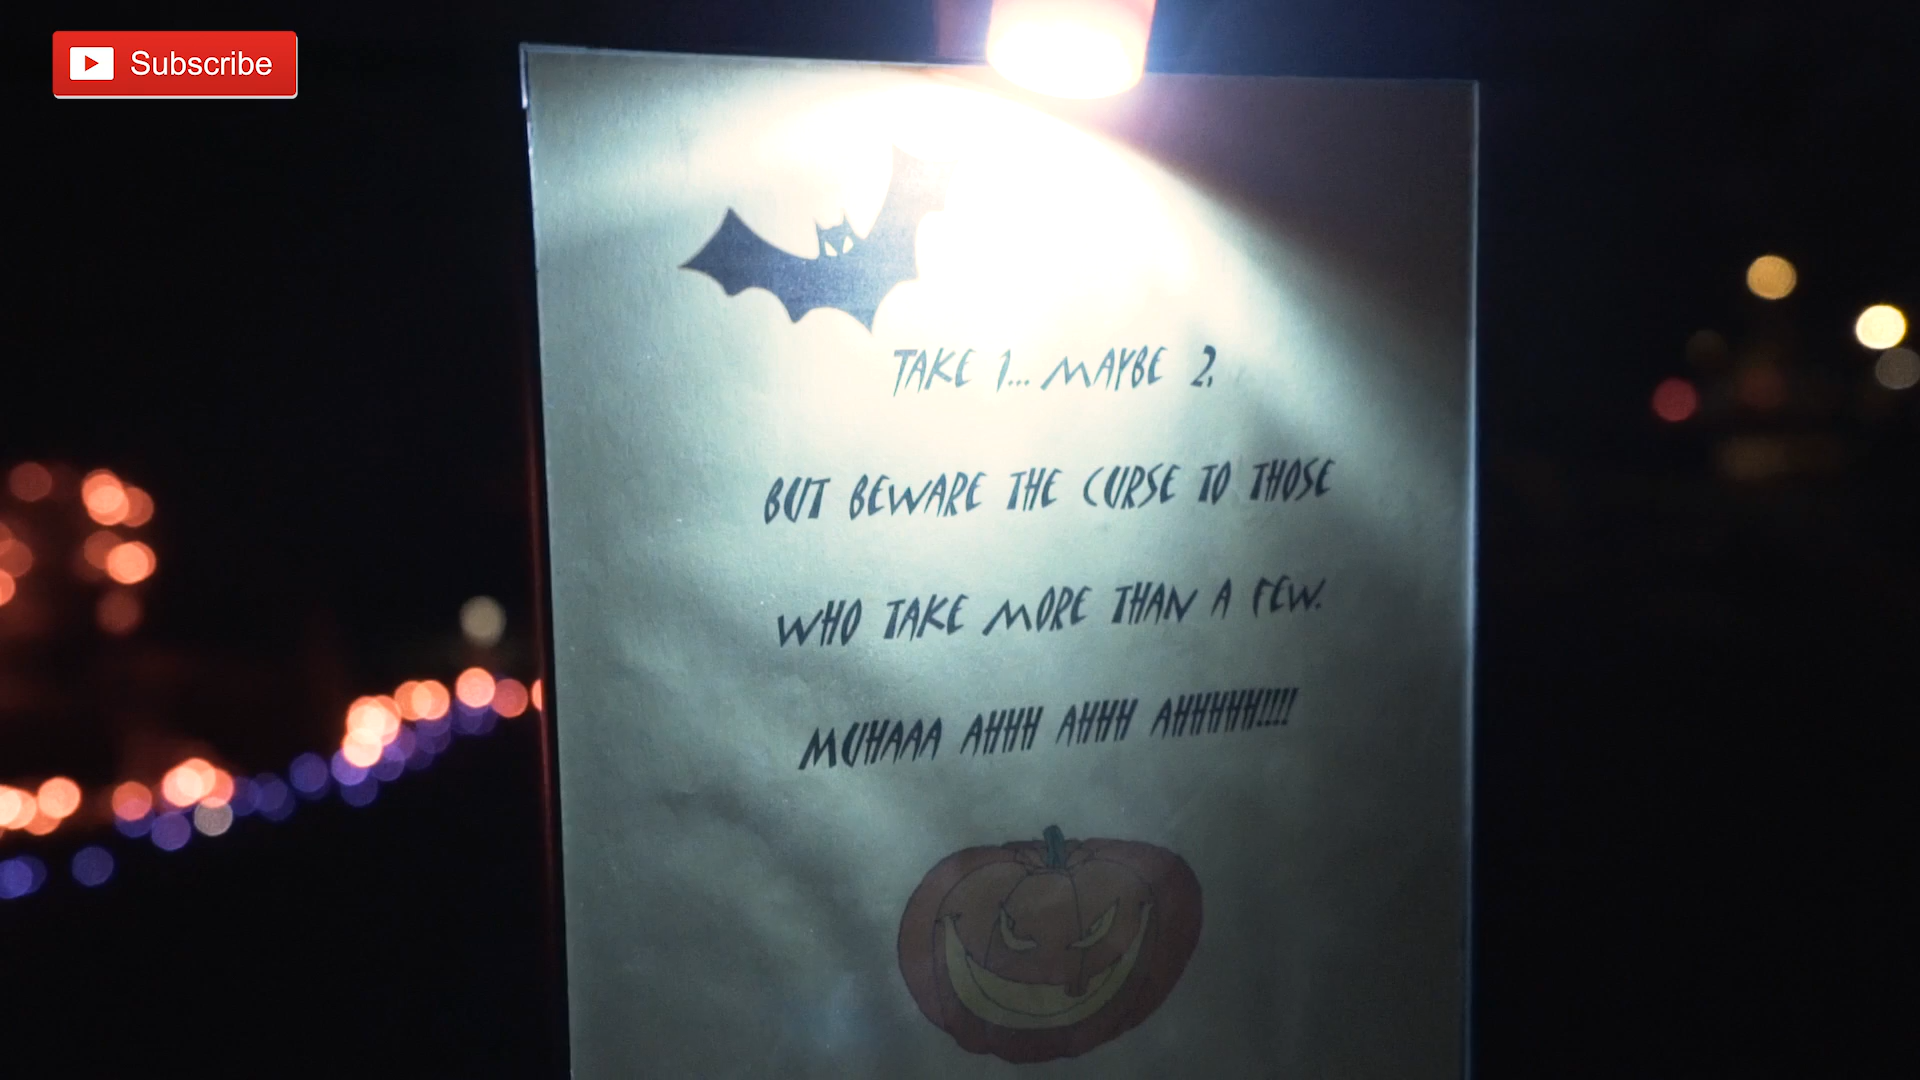 Subscribe
TAKE 1... MAYBE 2,
BUT BEWARE THE CURSE TO THOSE
WHO TAKE MORE THAN A FEW.
MUHAAA AHHH AHHH AHHHHH!!!!